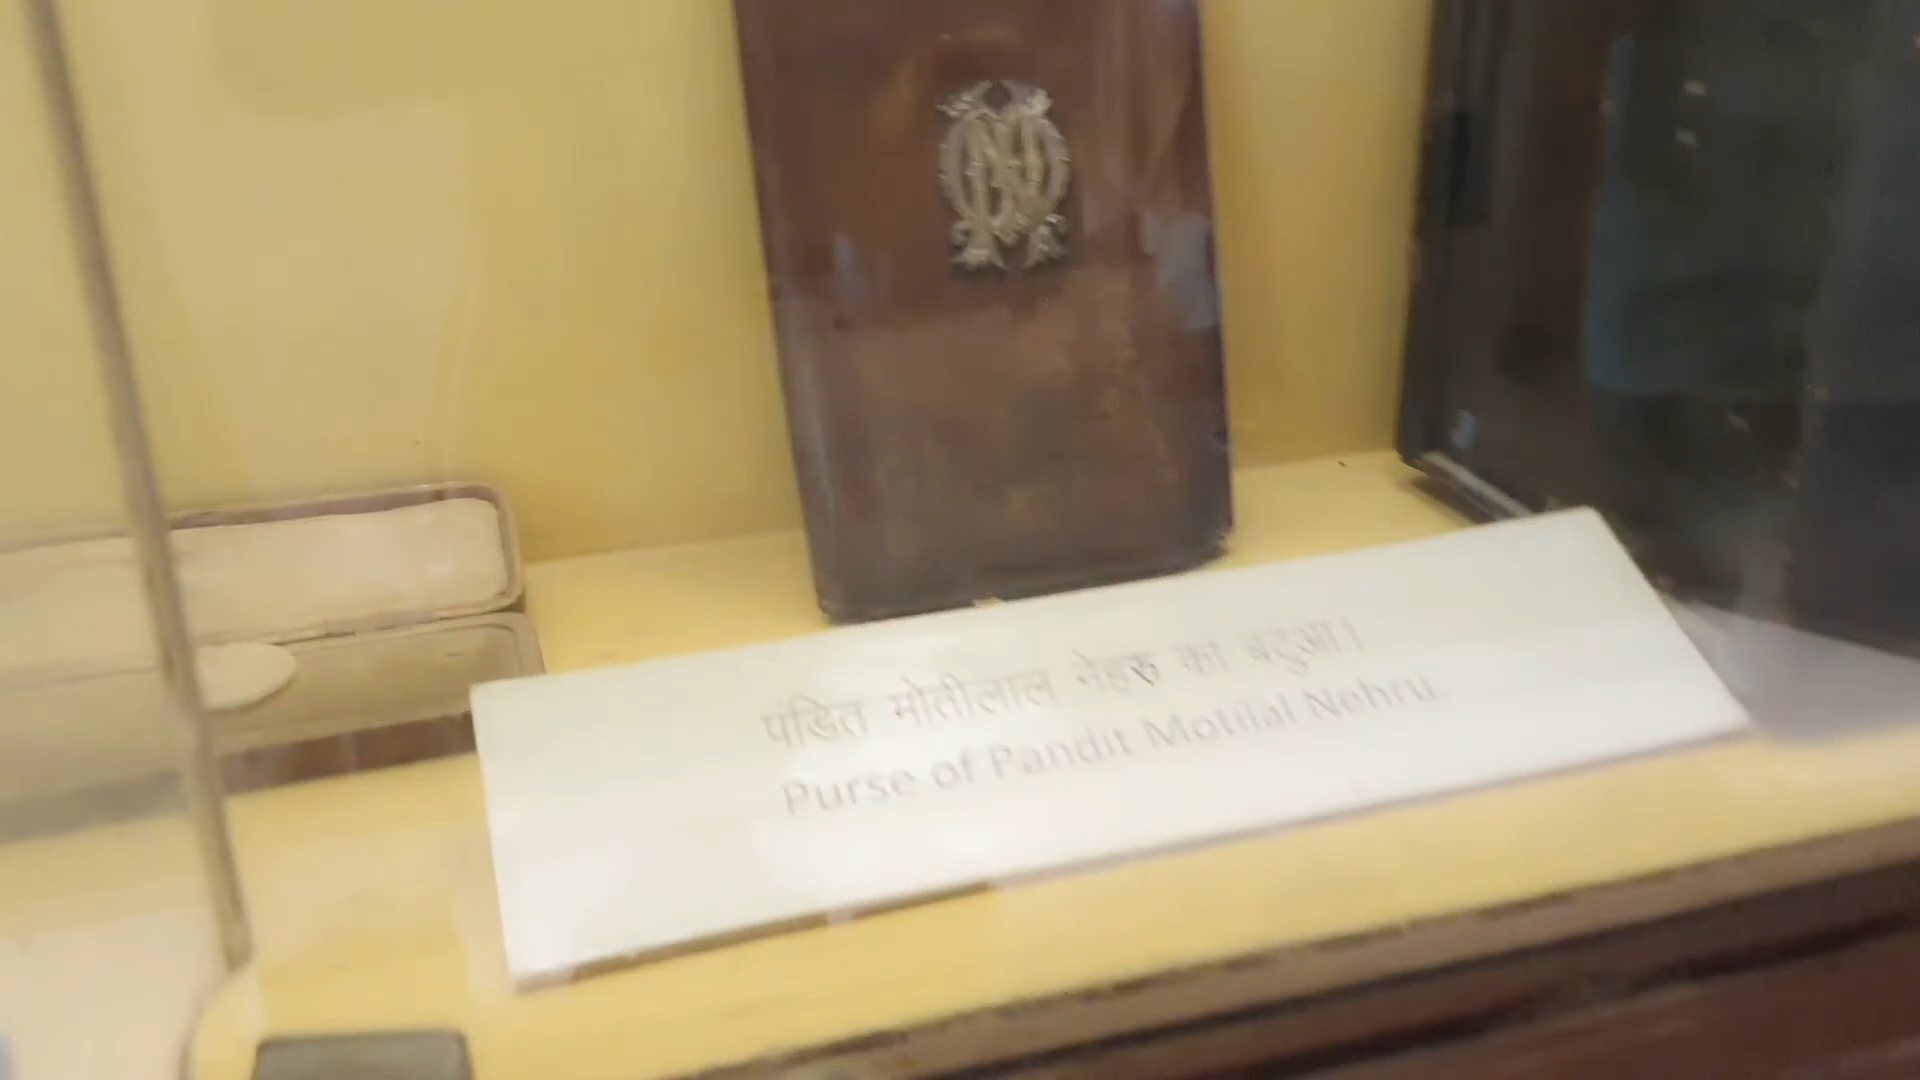 पंडित मोतीलाल नेहरु का बटुआ।
Purse of Pandit Motilal Nehru.